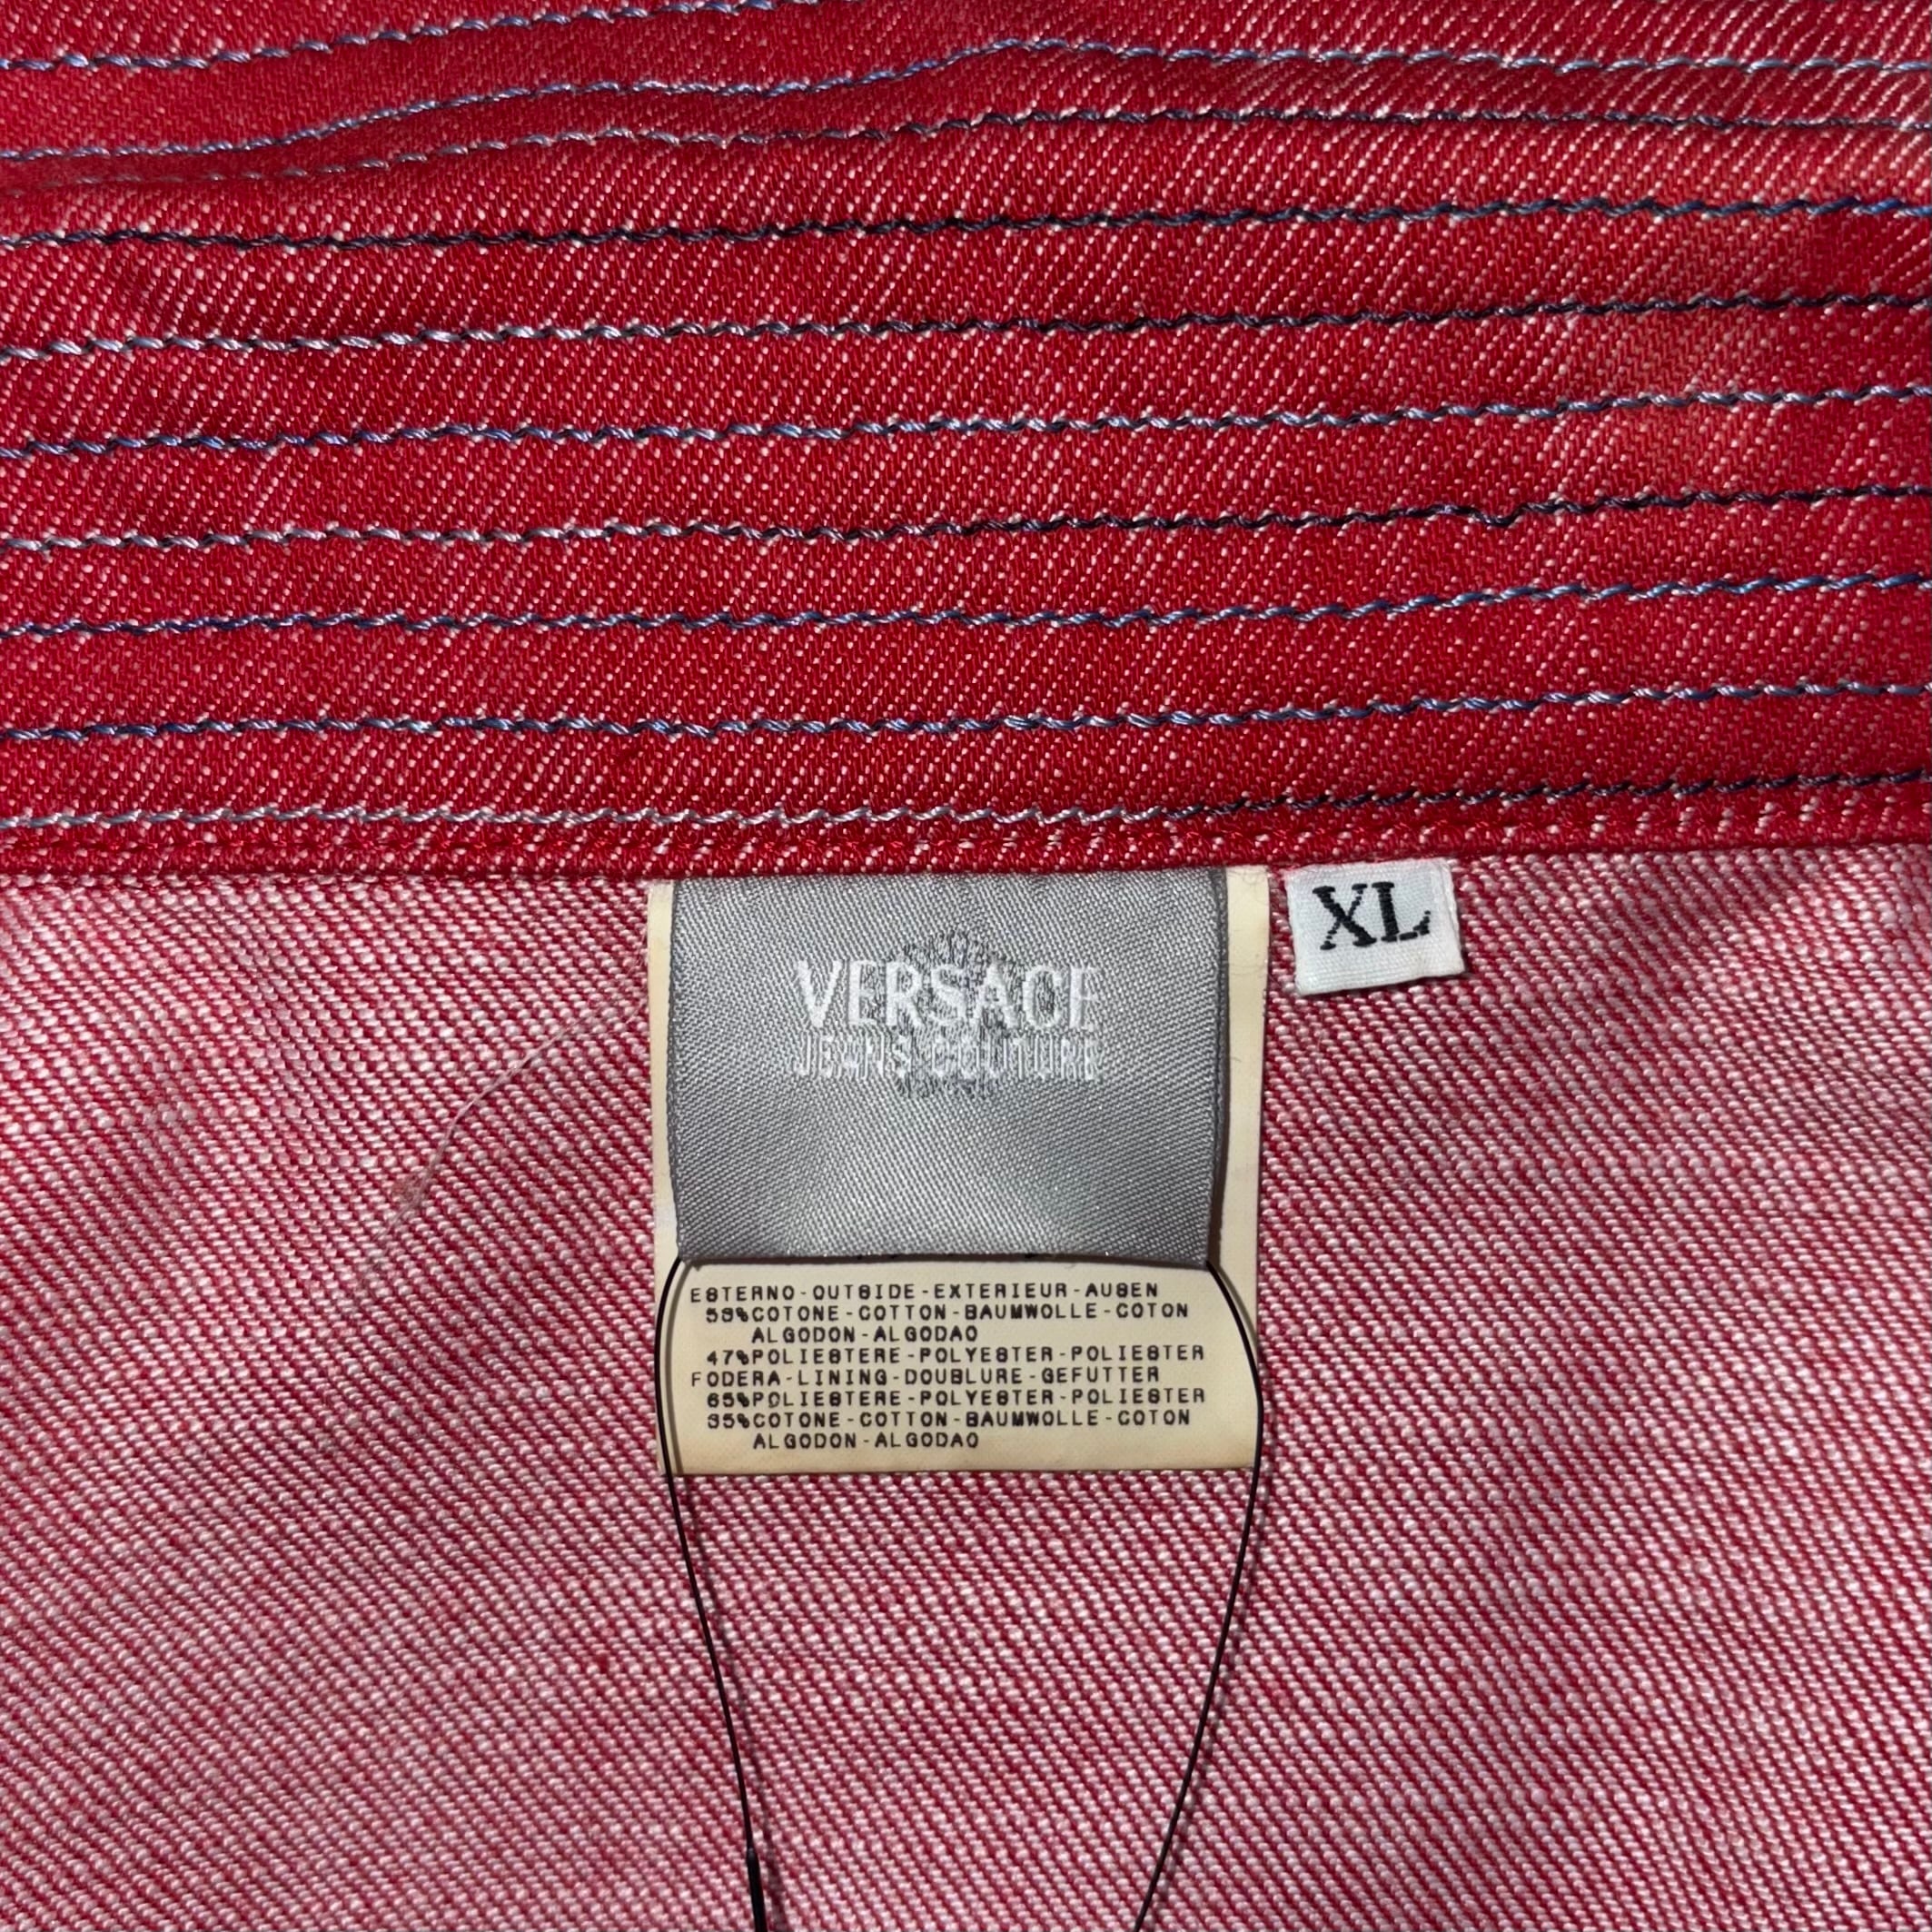 VERSACE
JEANS COUTURE
XL
ESTERNO-OUTSIDE-EXTERIEUR-AUSEN
53%COTONE-COTTON-BAUMWOLLE-COTON
ALGODON-ALGODAO
47%POLIESTERE-POLYESTER-POLIESTER
FODERA-LINING-DOUBLURE-GEFUTTER
65%POLIESTERE-POLYESTER-POLIESTER
35%COTONE-COTTON-BAUMWOLLE-COTON
ALGODON-ALGODAO